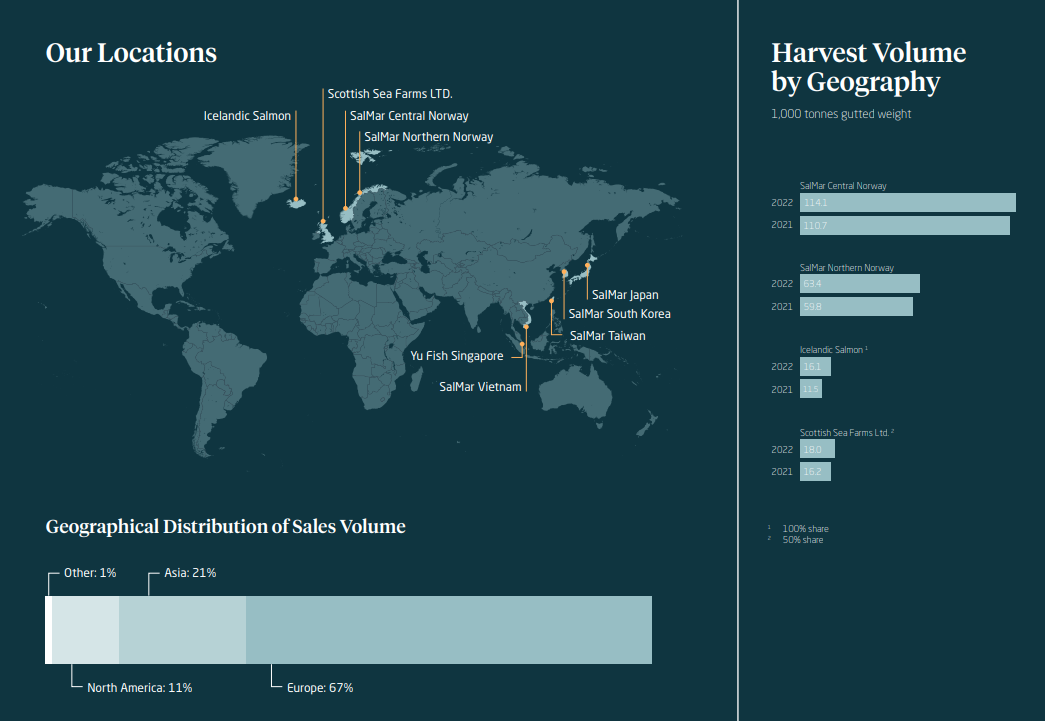 Our Locations
Scottish Sea Farms LTD.
Icelandic Salmon
SalMar Central Norway
SalMar Northern Norway
SalMar Japan
SalMar South Korea
SalMar Taiwan
Yu Fish Singapore
SalMar Vietnam
Geographical Distribution of Sales Volume
Other: 1%
Asia: 21%
North America: 11%
Europe: 67%
Harvest Volume
by Geography
1,000 tonnes gutted weight
SalMar Central Norway
2022 114.1
2021 110.7
SalMar Northern Norway
2022 63.4
2021 59.8
Icelandic Salmon ¹
2022 16.1
2021 11.5
Scottish Sea Farms Ltd. ²
2022 18.0
2021 16.2
¹ 100% share
² 50% share